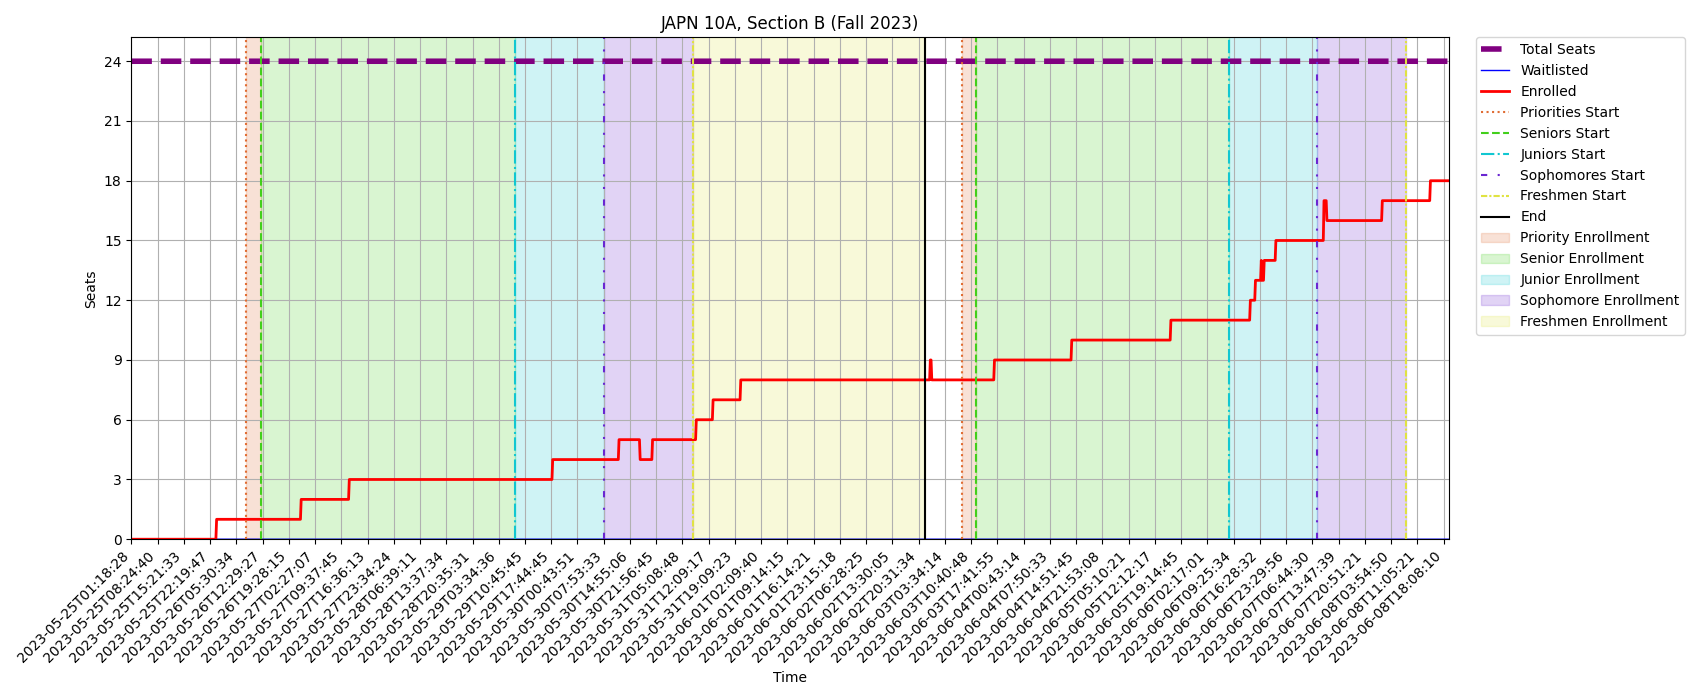 JAPN 10A, Section B (Fall 2023)
Seats
24
21
18
15
12
9
6
3
0
2023-05-25T01:18:28
2023-05-25T08:24:40
2023-05-25T15:21:33
2023-05-25T22:19:47
2023-05-26T05:30:34
2023-05-26T12:29:27
2023-05-26T19:28:15
2023-05-27T02:27:07
2023-05-27T09:37:45
2023-05-27T16:36:13
2023-05-27T23:34:24
2023-05-28T06:39:11
2023-05-28T13:37:34
2023-05-28T20:35:31
2023-05-29T03:34:36
2023-05-29T10:45:45
2023-05-29T17:44:45
2023-05-30T00:43:51
2023-05-30T07:53:33
2023-05-30T14:55:06
2023-05-30T21:56:45
2023-05-31T05:08:48
2023-05-31T12:09:17
2023-05-31T19:09:23
2023-06-01T02:09:40
2023-06-01T09:14:15
2023-06-01T16:14:21
2023-06-01T23:15:18
2023-06-02T06:28:25
2023-06-02T13:30:05
2023-06-02T20:31:34
2023-06-03T03:34:14
2023-06-03T10:40:48
2023-06-03T17:41:55
2023-06-04T00:43:14
2023-06-04T07:50:33
2023-06-04T14:51:45
2023-06-04T21:53:08
2023-06-05T05:10:21
2023-06-05T12:12:17
2023-06-05T19:14:45
2023-06-06T02:17:01
2023-06-06T09:25:34
2023-06-06T16:28:32
2023-06-06T23:29:56
2023-06-07T06:44:30
2023-06-07T13:47:39
2023-06-07T20:51:21
2023-06-08T03:54:50
2023-06-08T11:05:21
2023-06-08T18:08:10
Time
Total Seats
Waitlisted
Enrolled
Priorities Start
Seniors Start
Juniors Start
Sophomores Start
Freshmen Start
End
Priority Enrollment
Senior Enrollment
Junior Enrollment
Sophomore Enrollment
Freshmen Enrollment